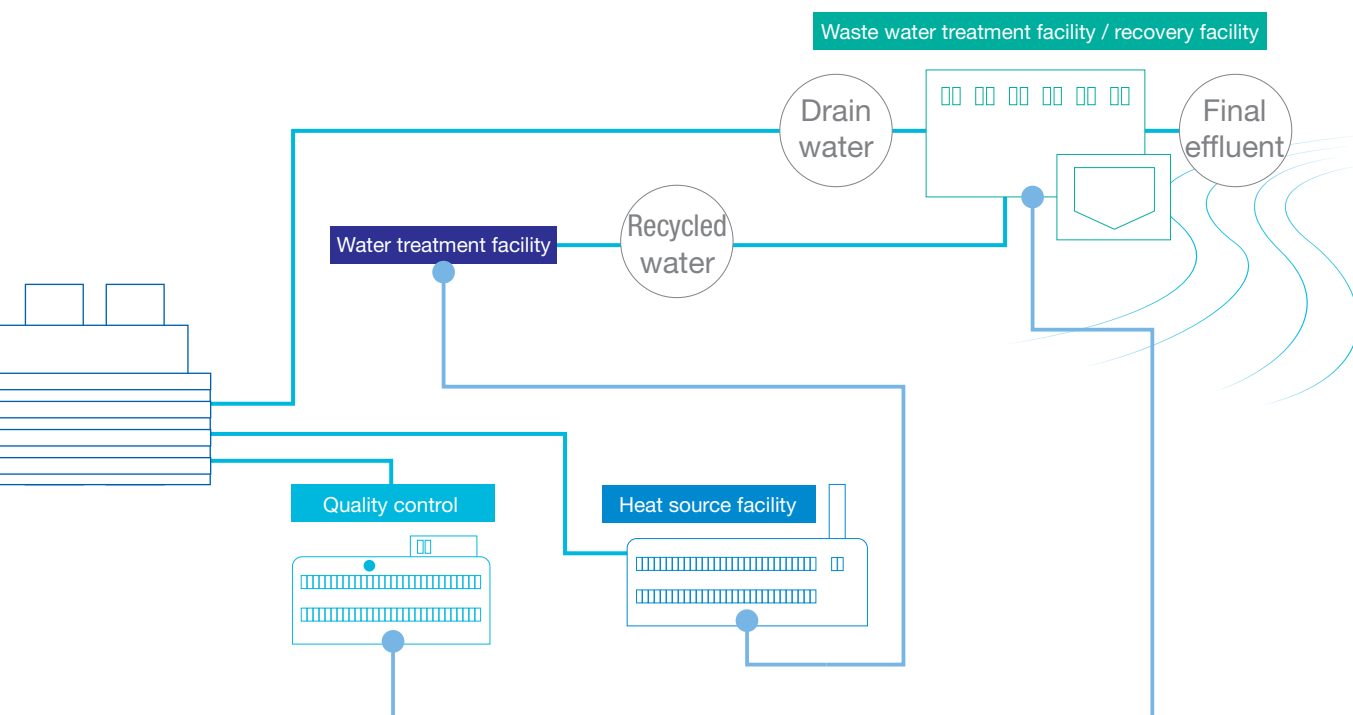 Waste water treatment facility / recovery facility
Drain
water
Final
effluent
Recycled
water
Water treatment facility
Quality control
Heat source facility